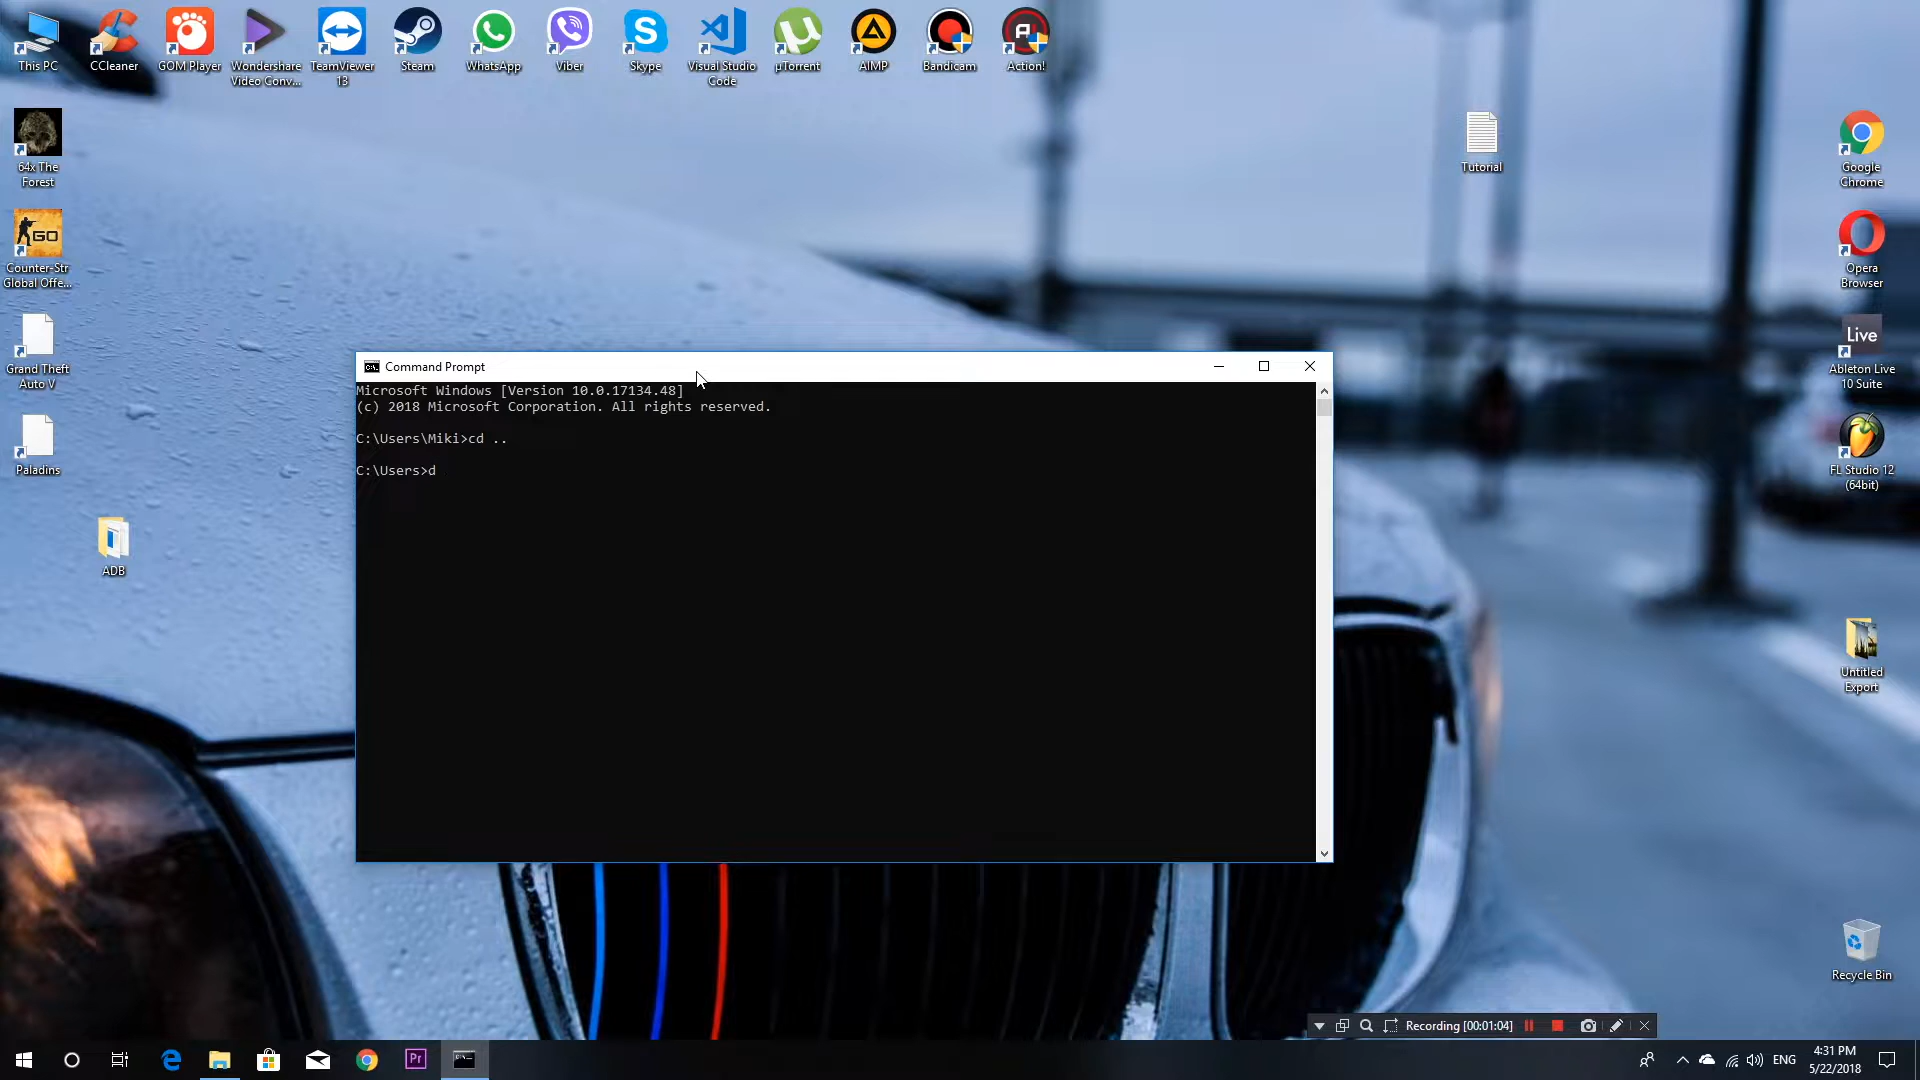 This PC
CCleaner
GOM Player
Wondershare
Video Conv...
TeamViewer
13
Steam
WhatsApp
Viber
Skype
Visual Studio
Code
µTorrent
AIMP
Bandicam
Action!
64x The
Forest
Tutorial
Google
Chrome
GO
Counter-Str
Global Offe...
Opera
Browser
Grand Theft
Auto V
Live
Ableton Live
10 Suite
Paladins
FL Studio 12
(64bit)
ADB
Untitled
Export
Recycle Bin
Command Prompt
Microsoft Windows [Version 10.0.17134.48]
(c) 2018 Microsoft Corporation. All rights reserved.
C:\Users\Miki>cd ..
C:\Users>d
Recording [00:01:04]
Pr
ENG
4:31 PM
5/22/2018